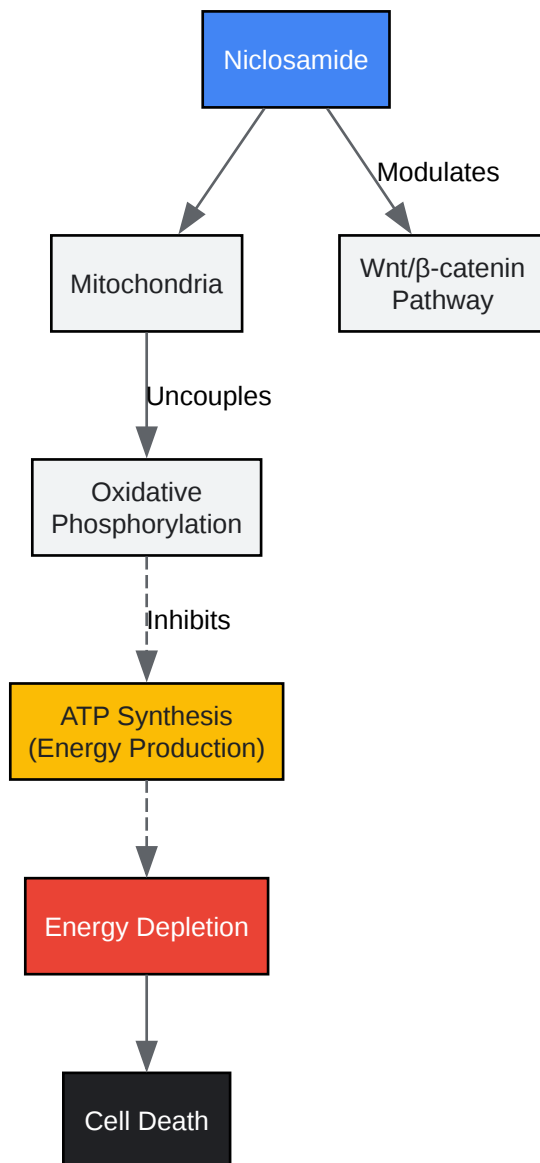 Niclosamide
Modulates
Mitochondria
Wnt/β-catenin
Pathway
Uncouples
Oxidative
Phosphorylation
Inhibits
ATP Synthesis
(Energy Production)
Energy Depletion
Cell Death